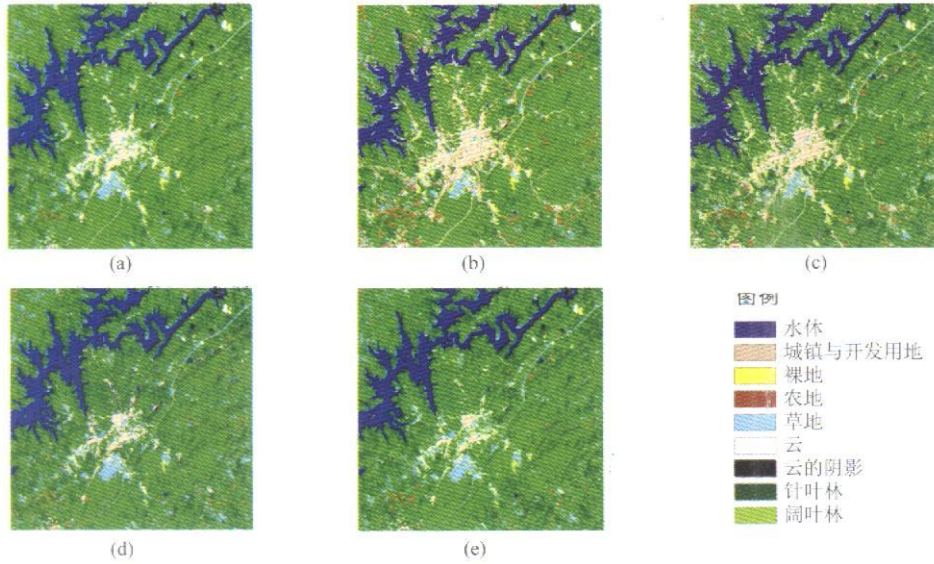 (a)
(b)
(c)
(d)
(e)
图例
水体
城镇与开发用地
裸地
农地
草地
云
云的阴影
针叶林
阔叶林